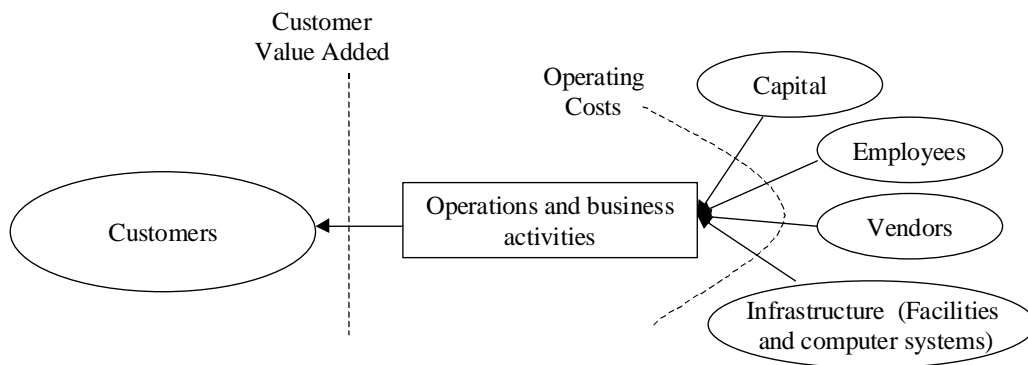 Customer
Value Added
Operating
Costs
Capital
Employees
Operations and business
activities
Customers
Vendors
Infrastructure (Facilities
and computer systems)